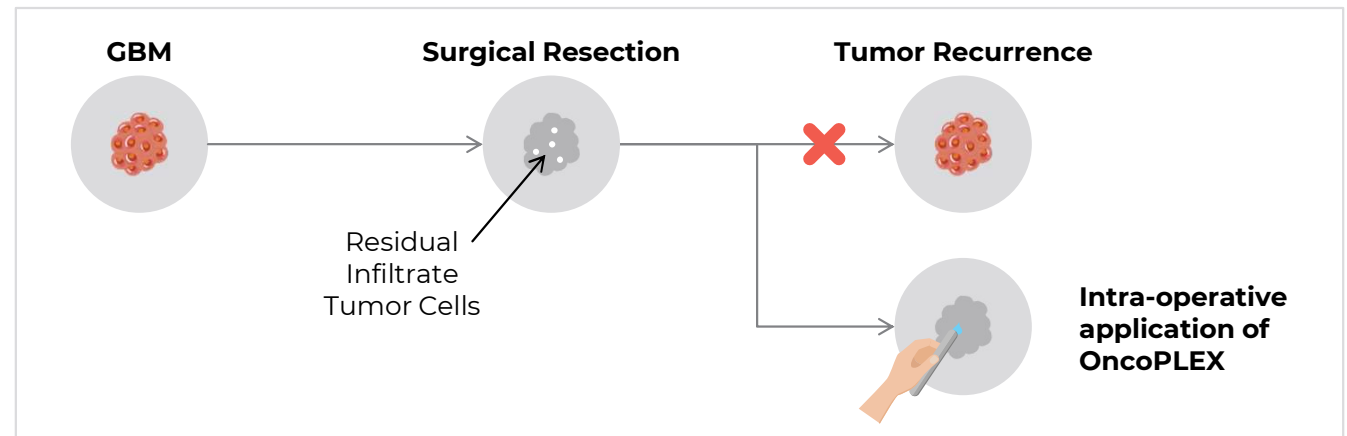 GBM
Surgical Resection
Tumor Recurrence
Residual
Infiltrate
Tumor Cells
Intra-operative
application of
OncoPLEX